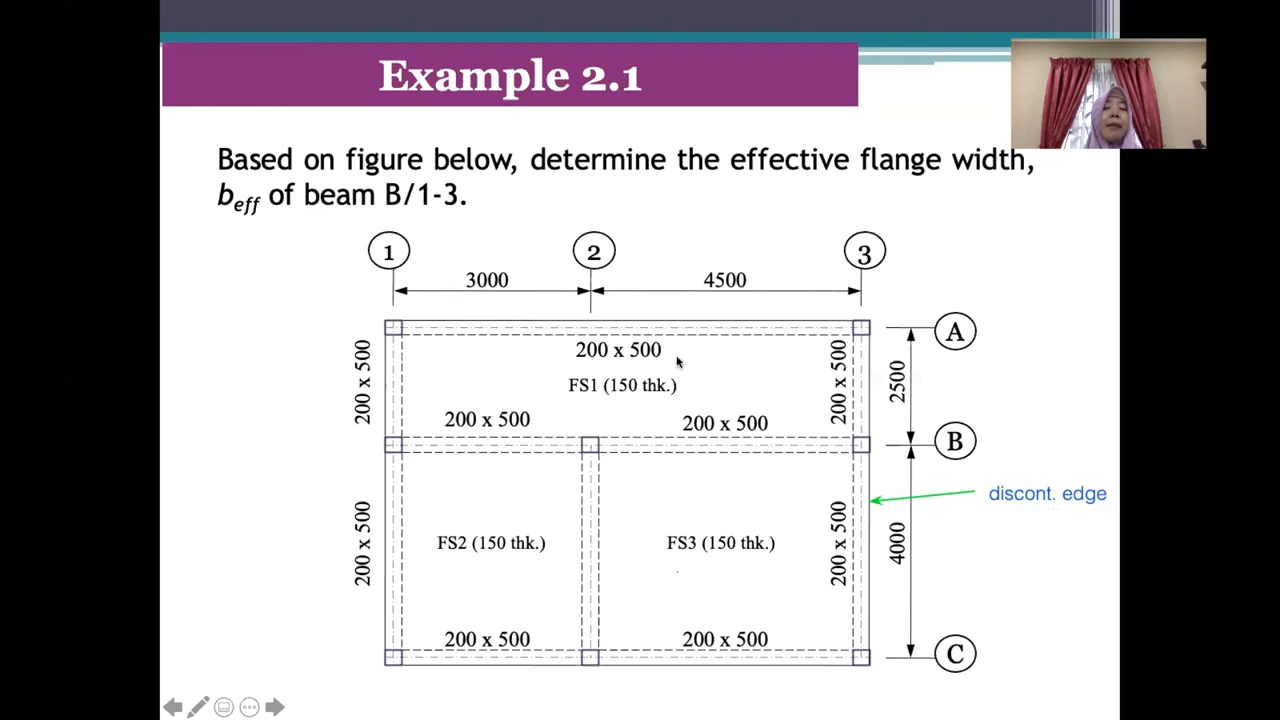 Example 2.1
Based on figure below, determine the effective flange width,
beff of beam B/1-3.
1
2
3
3000
4500
A
200 x 500
200 x 500
200 x 500
2500
FS1 (150 thk.)
200 x 500
200 x 500
B
discont. edge
200 x 500
FS2 (150 thk.)
FS3 (150 thk.)
200 x 500
4000
200 x 500
200 x 500
C